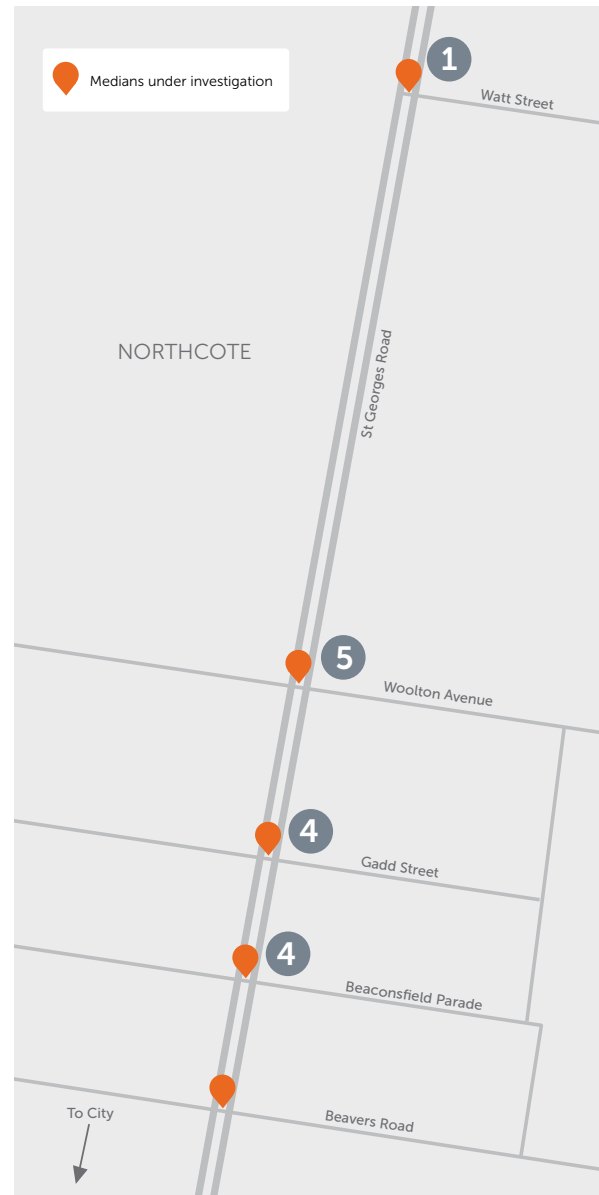 1
Medians under investigation
Watt Street
NORTHCOTE
St Georges Road
5
Woolton Avenue
4
Gadd Street
4
Beaconsfield Parade
To City
Beavers Road